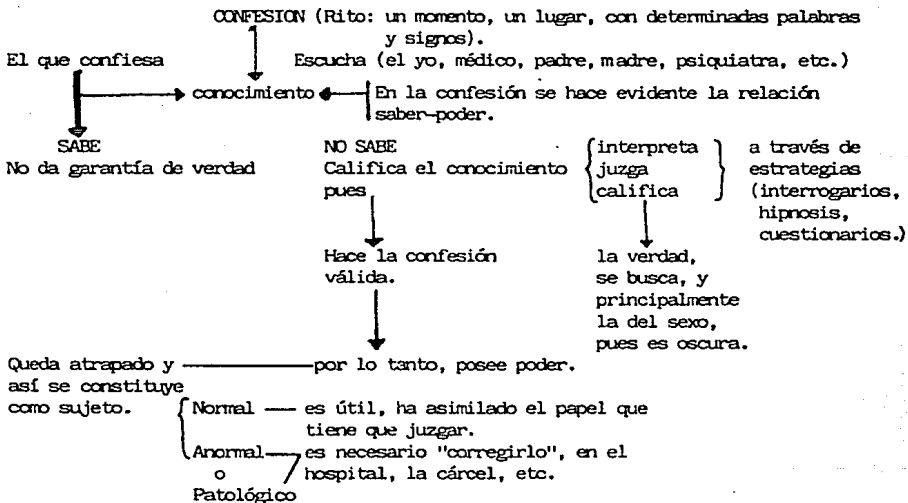 CONFESION (Rito: un momento, un lugar, con determinadas palabras
y signos).
El que confiesa
Escucha (el yo, médico, padre, madre, psiquiatra, etc.)
conocimiento
En la confesión se hace evidente la relación
saber-poder.
SABE
No da garantía de verdad
NO SABE
Califica el conocimiento
pues
interpreta
juzga
califica
a través de
estrategias
(interrogarios,
hipnosis,
cuestionarios.)
Hace la confesión
válida.
la verdad,
se busca, y
principalmente
la del sexo,
pues es oscura.
Queda atrapado y
así se constituye
como sujeto.
por lo tanto, posee poder.
Normal
es útil, ha asimilado el papel que
tiene que juzgar.
Anormal
o
Patológico
es necesario "corregirlo", en el
hospital, la cárcel, etc.